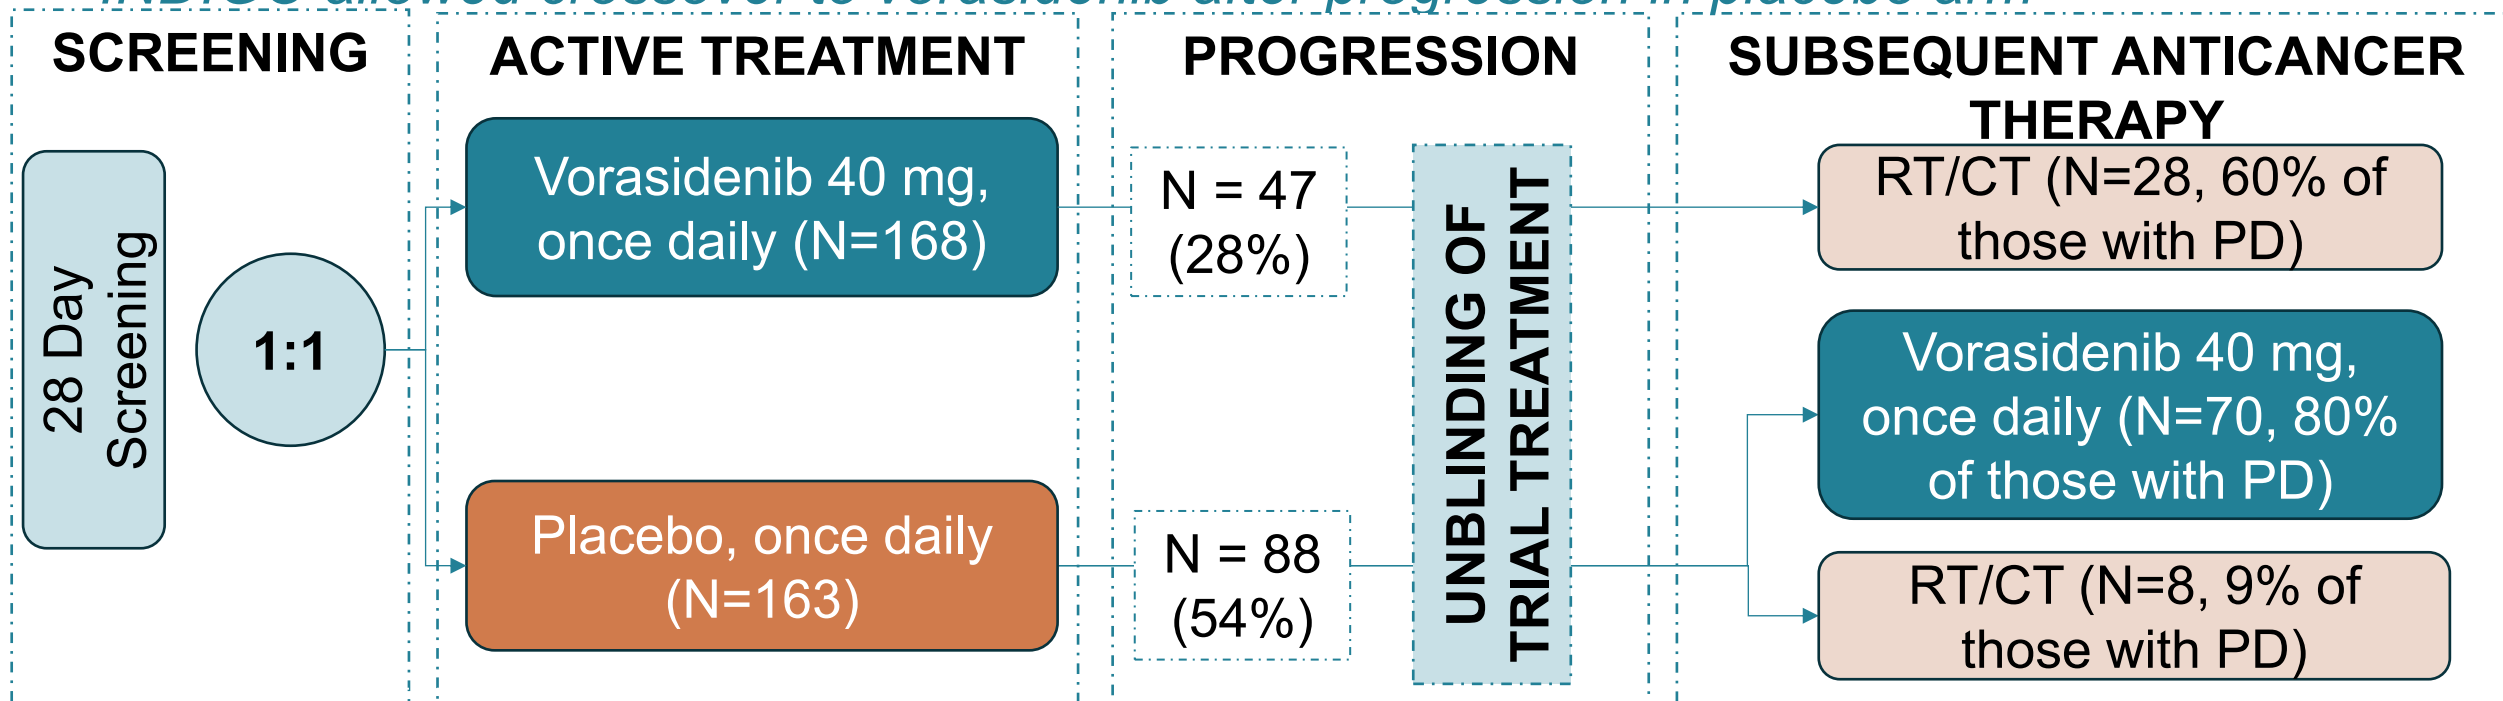 SCREENING
ACTIVE TREATMENT
PROGRESSION
SUBSEQUENT ANTICANCER
THERAPY
28 Day
Screening
1:1
Vorasidenib 40 mg,
once daily (N=168)
Placebo, once daily
(N=163)
N = 47
(28%)
N = 88
(54%)
UNBLINDING OF
TRIAL TREATMENT
RT/CT (N=28, 60% of
those with PD)
Vorasidenib 40 mg,
once daily (N=70, 80%
of those with PD)
RT/CT (N=8, 9% of
those with PD)